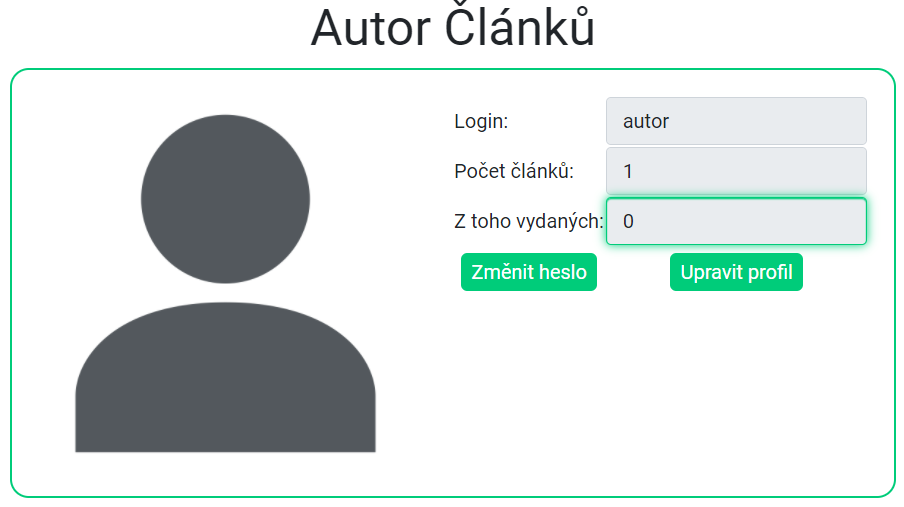 Autor Článků
Login: autor
Počet článků: 1
Z toho vydaných: 0
Změnit heslo Upravit profil